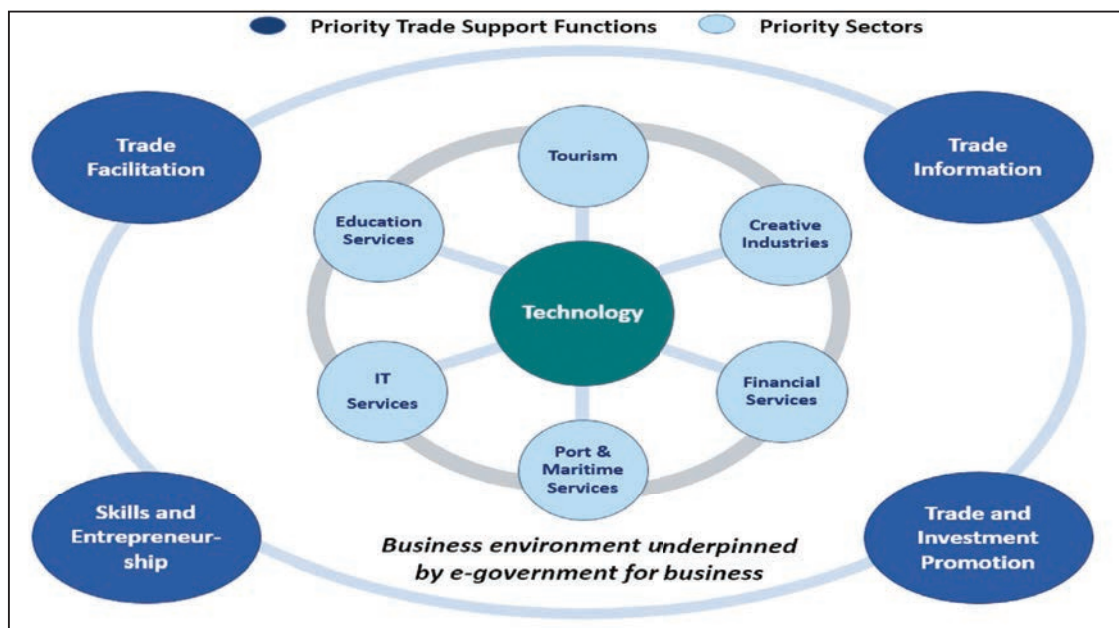 Priority Trade Support Functions
Priority Sectors
Trade
Facilitation
Trade
Information
Tourism
Education
Services
Creative
Industries
Technology
IT
Services
Financial
Services
Port &
Maritime
Services
Skills and
Entrepreneur-
ship
Trade and
Investment
Promotion
Business environment underpinned
by e-government for business